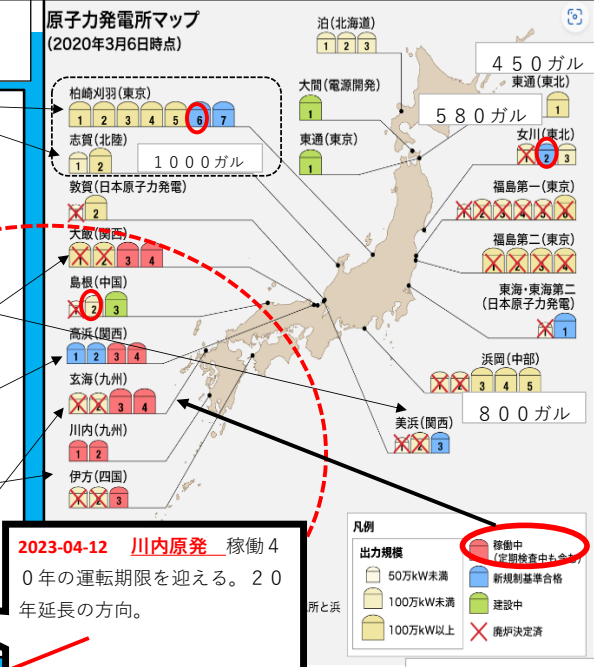 原子力発電所マップ
(2020年3月6日時点)
泊(北海道)
1 2 3
450ガル
柏崎刈羽(東京)
1 2 3 4 5 6 7
大間(電源開発)
1
東通(東北)
1
580ガル
志賀(北陸)
1 2
1000ガル
東通(東京)
1
女川(東北)
1 2 3
敦賀(日本原子力発電)
1 2
福島第一(東京)
1 2 3 4 5 6
大飯(関西)
1 2 3 4
福島第二(東京)
1 2 3 4
島根(中国)
1 2 3
東海・東海第二
(日本原子力発電)
1
高浜(関西)
1 2 3 4
浜岡(中部)
1 2 3 4 5
玄海(九州)
1 2 3 4
800ガル
美浜(関西)
1 2 3
川内(九州)
1 2
伊方(四国)
1 2 3
2023-04-12 川内原発 稼働4
0年の運転期限を迎える。20
年延長の方向。
所と浜
凡例
出力規模
50万kW未満
100万kW未満
100万kW以上
稼働中
(定期検査中も含む)
新規制基準合格
建設中
廃炉決定済